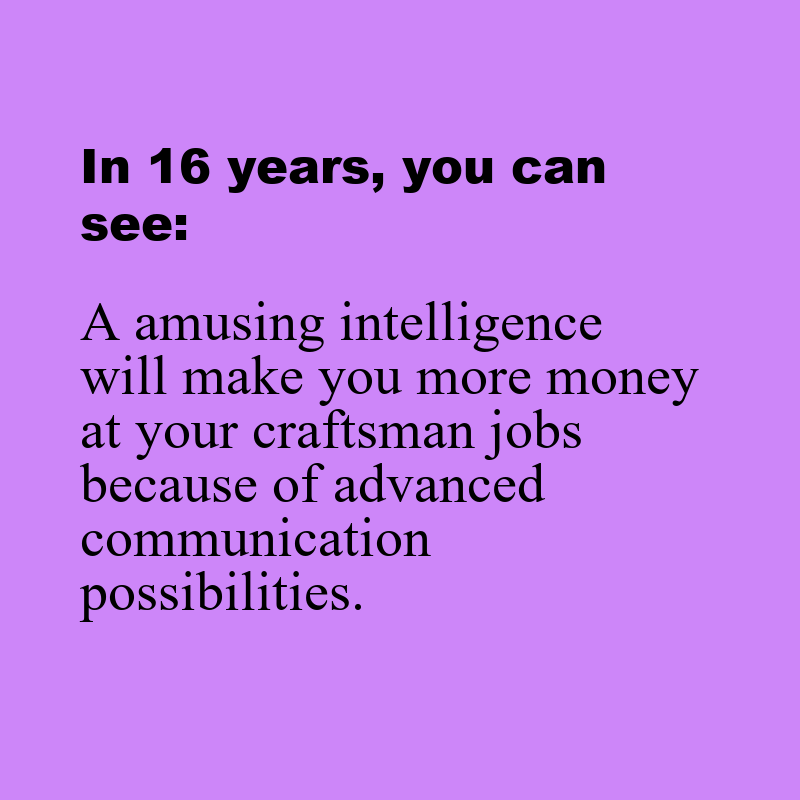 In 16 years, you can
see:
A amusing intelligence
will make you more money
at your craftsman jobs
because of advanced
communication
possibilities.